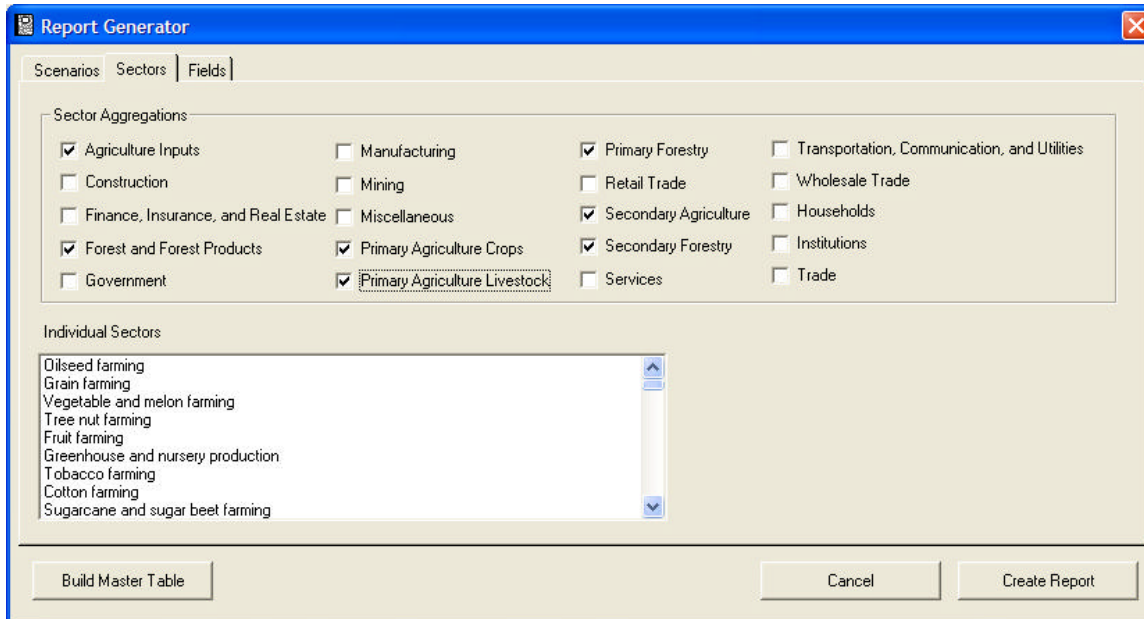 Report Generator
Scenarios Sectors Fields
Sector Aggregations
Agriculture Inputs
Construction
Finance, Insurance, and Real Estate
Forest and Forest Products
Government
Manufacturing
Mining
Miscellaneous
Primary Agriculture Crops
Primary Agriculture Livestock
Primary Forestry
Retail Trade
Secondary Agriculture
Secondary Forestry
Services
Transportation, Communication, and Utilities
Wholesale Trade
Households
Institutions
Trade
Individual Sectors
Oilseed farming
Grain farming
Vegetable and melon farming
Tree nut farming
Fruit farming
Greenhouse and nursery production
Tobacco farming
Cotton farming
Sugarcane and sugar beet farming
Build Master Table
Cancel
Create Report